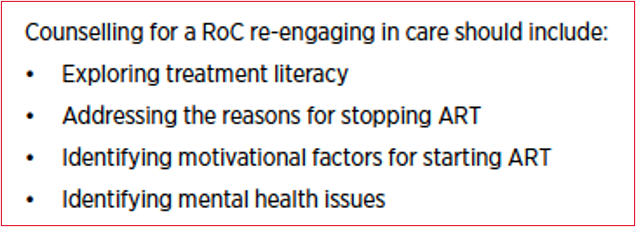 Counselling for a RoC re-engaging in care should include:
• Exploring treatment literacy
• Addressing the reasons for stopping ART
• Identifying motivational factors for starting ART
• Identifying mental health issues